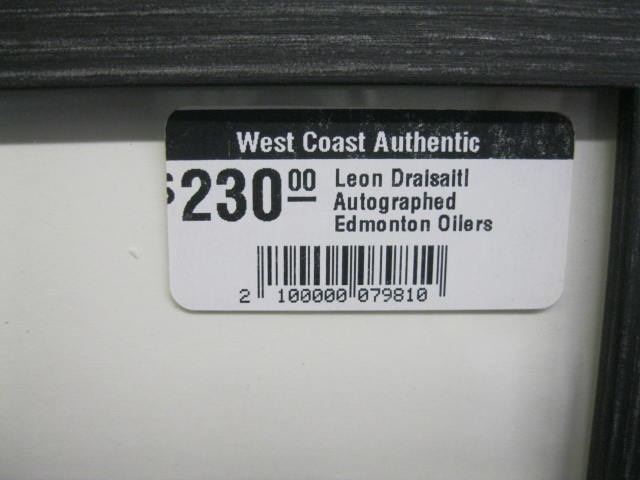 West Coast Authentic
$230.00
Leon Draisaitl
Autographed
Edmonton Oilers
2 100000 079810